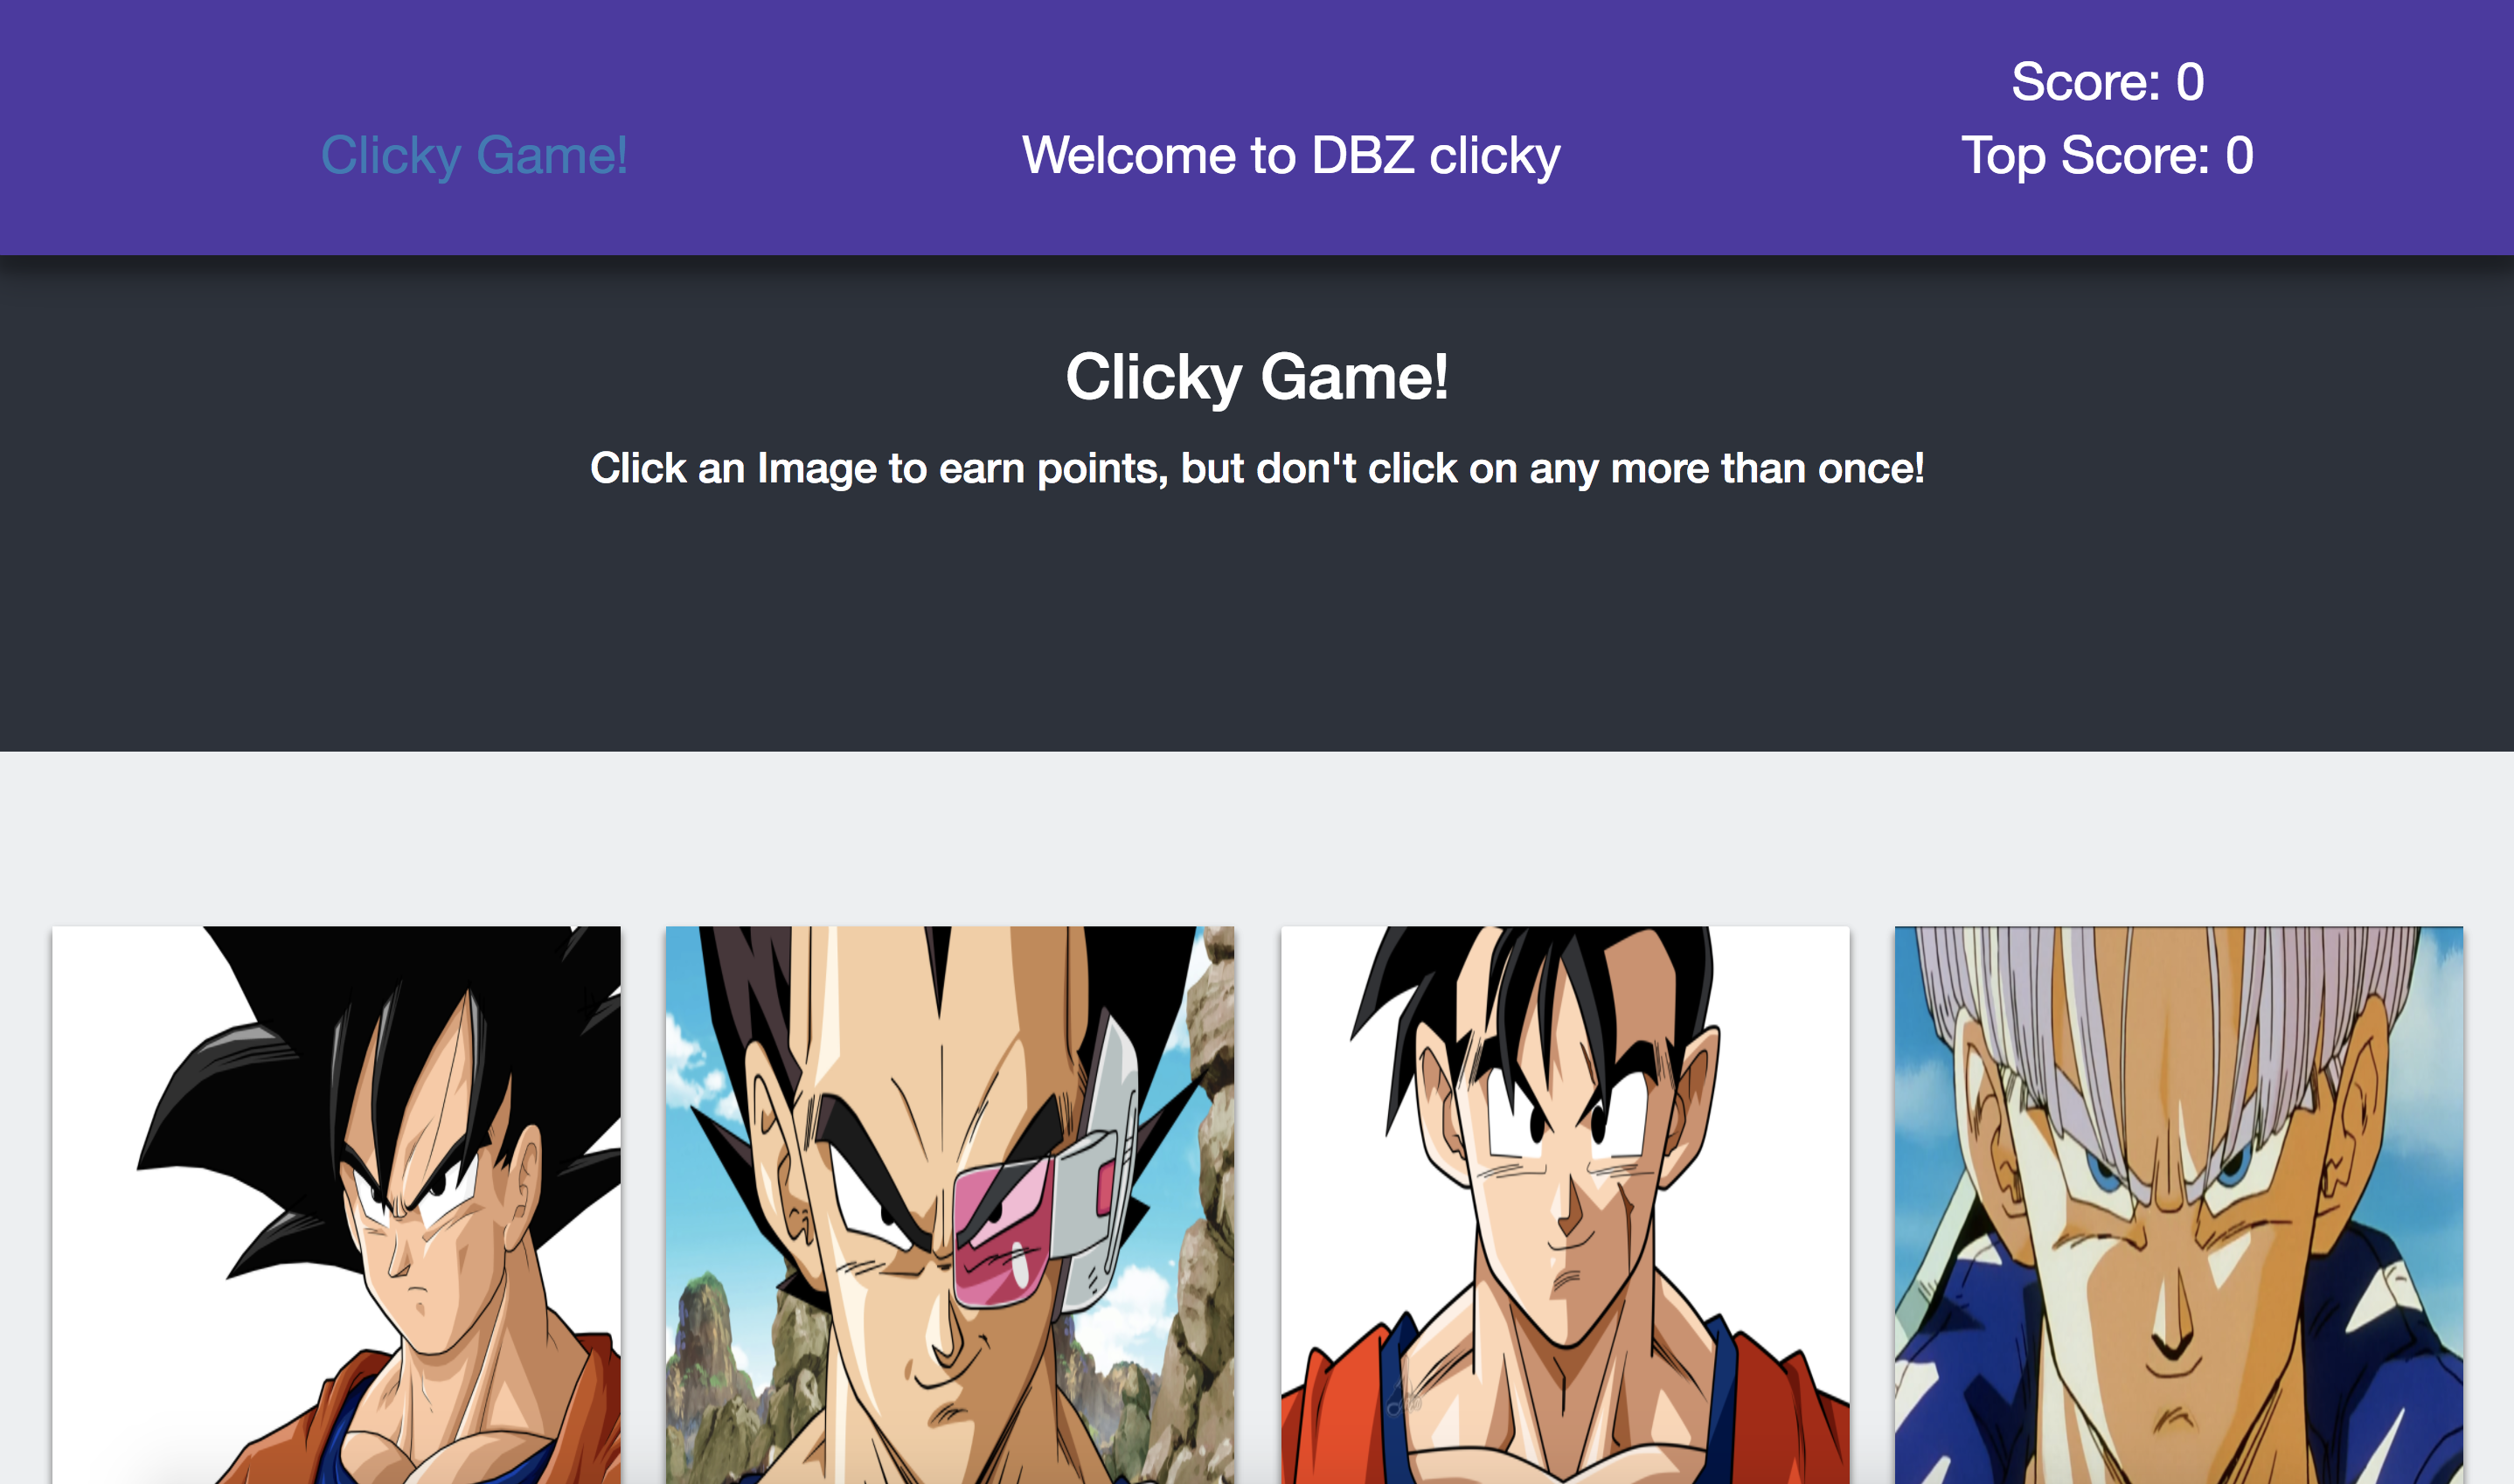 Clicky Game!
Welcome to DBZ clicky
Score: 0
Top Score: 0
Clicky Game!
Click an Image to earn points, but don't click on any more than once!